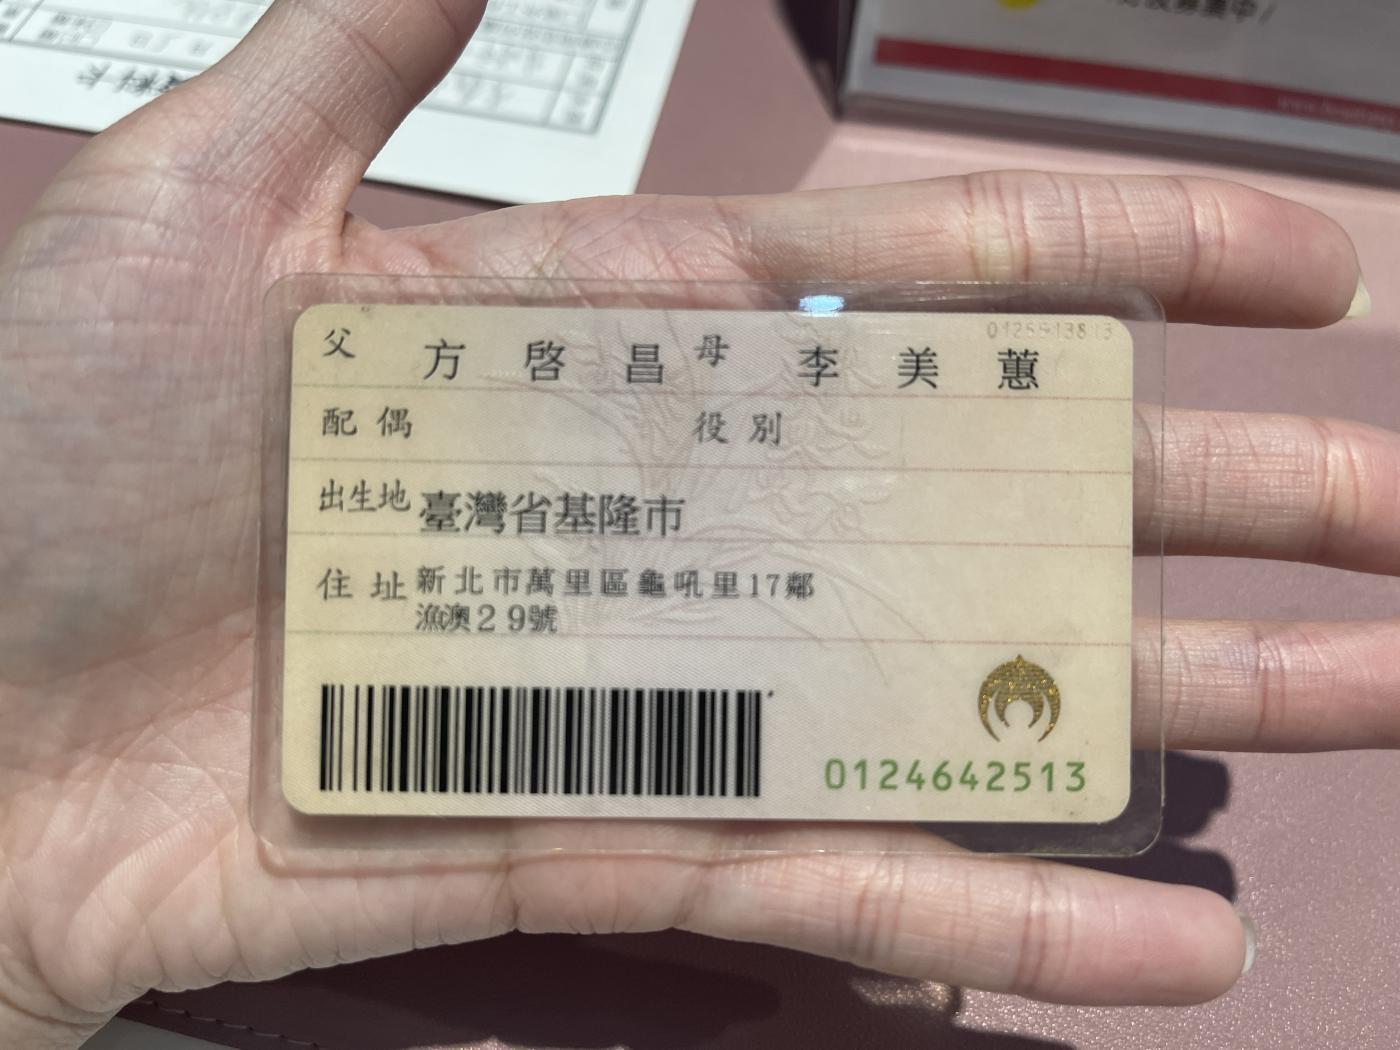 父 方啓昌 母 李美蕙
配偶 役別
出生地 臺灣省基隆市
住址 新北市萬里區龜吼里17鄰
漁澳29號
0124642513
料卡